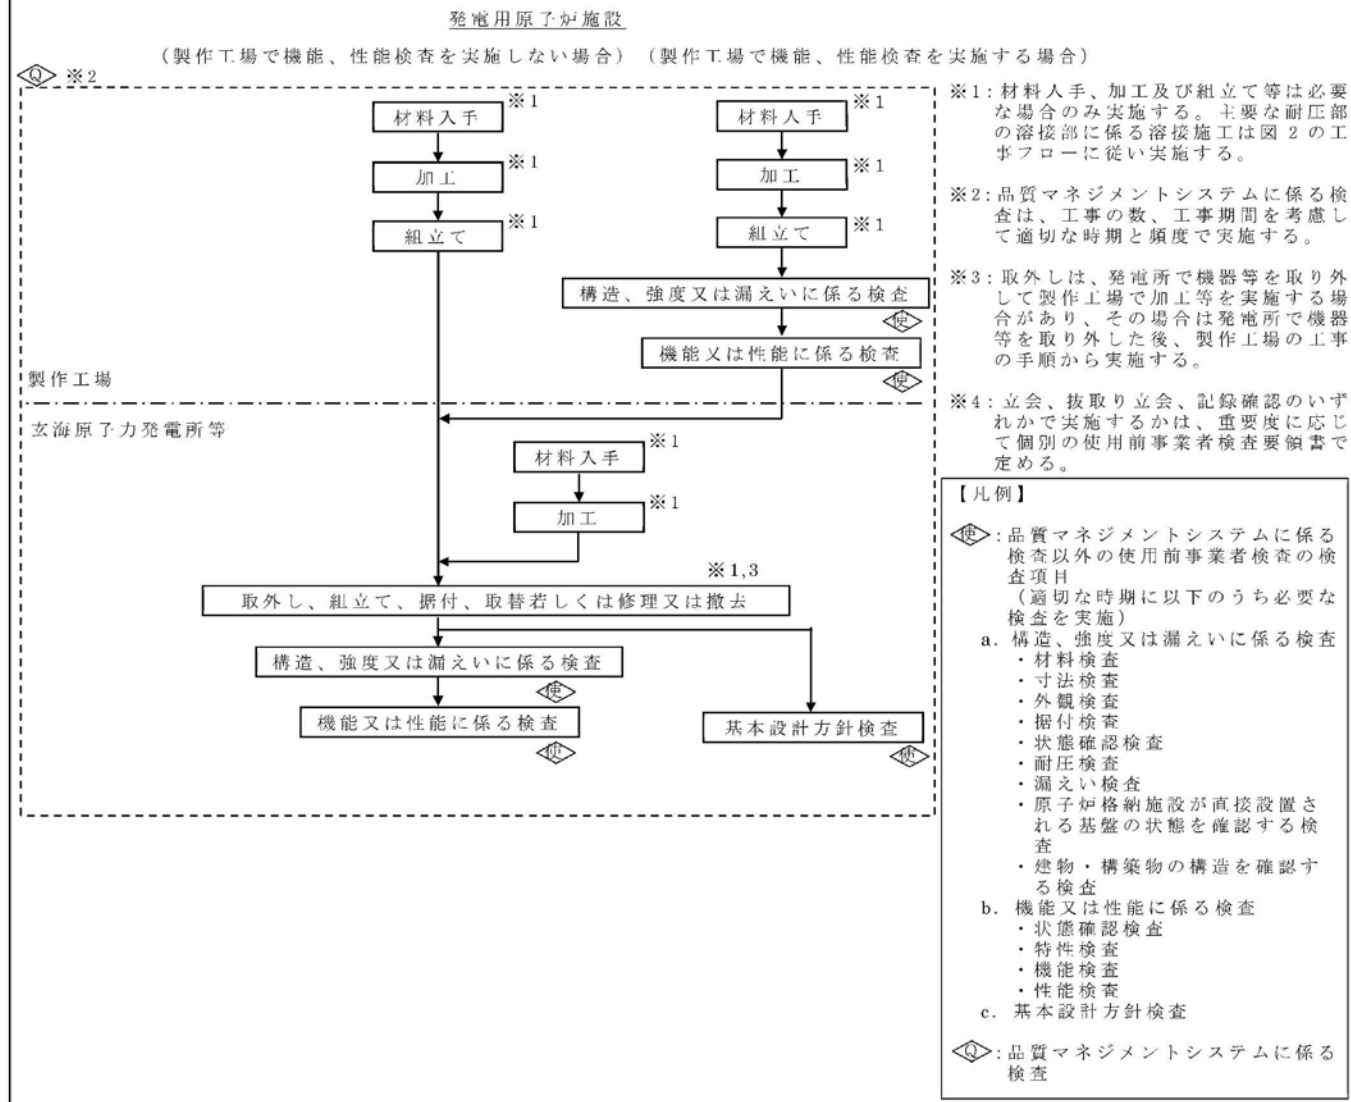 発電用原子炉施設
（製作工場で機能、性能検査を実施しない場合）（製作工場で機能、性能検査を実施する場合）
Q ※2
材料入手 ※1
加工 ※1
組立て ※1
材料入手 ※1
加工 ※1
組立て ※1
構造、強度又は漏えいに係る検査
使
機能又は性能に係る検査
使
製作工場
玄海原子力発電所等
材料入手 ※1
加工 ※1
※1,3
取外し、組立て、据付、取替若しくは修理又は撤去
構造、強度又は漏えいに係る検査
使
機能又は性能に係る検査
使
基本設計方針検査
使
※1：材料入手、加工及び組立て等は必要
な場合のみ実施する。主要な耐圧部
の溶接部に係る溶接施工は図2の工
事フローに従い実施する。
※2：品質マネジメントシステムに係る検
査は、工事の数、工事期間を考慮し
て適切な時期と頻度で実施する。
※3：取外しは、発電所で機器等を取り外
して製作工場で加工等を実施する場
合があり、その場合は発電所で機器
等を取り外した後、製作工場の工事
の手順から実施する。
※4：立会、抜取り立会、記録確認のいず
れかで実施するかは、重要度に応じ
て個別の使用前事業者検査要領書で
定める。
【凡例】
使：品質マネジメントシステムに係る
検査以外の使用前事業者検査の検
査項目
（適切な時期に以下のうち必要な
検査を実施）
a. 構造、強度又は漏えいに係る検査
・材料検査
・寸法検査
・外観検査
・据付検査
・状態確認検査
・耐圧検査
・漏えい検査
・原子炉格納施設が直接設置さ
れる基盤の状態を確認する検
査
・建物・構築物の構造を確認す
る検査
b. 機能又は性能に係る検査
・状態確認検査
・特性検査
・機能検査
・性能検査
c. 基本設計方針検査
Q：品質マネジメントシステムに係る
検査